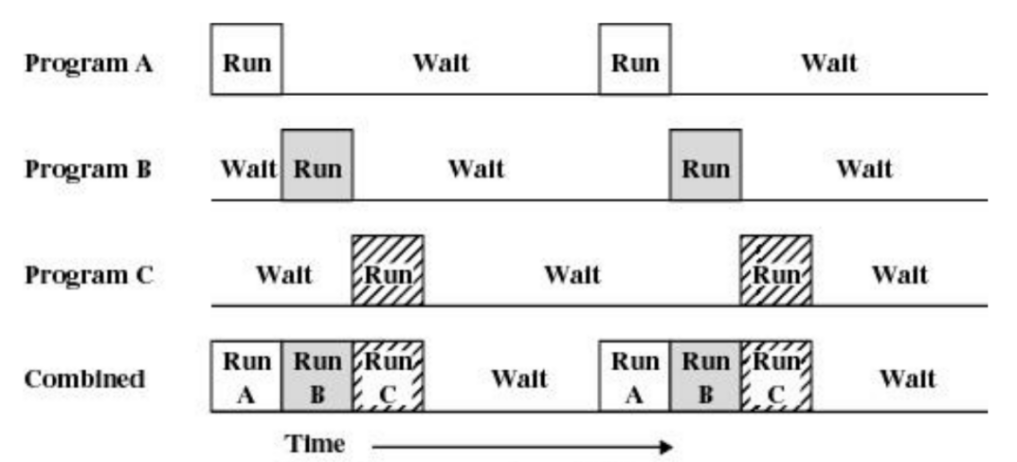 Program A Run Wait Run Wait
Program B Wait Run Wait Run Wait
Program C Wait Run Wait Run Wait
Combined Run A Run B Run C Wait Run A Run B Run C Wait
Time